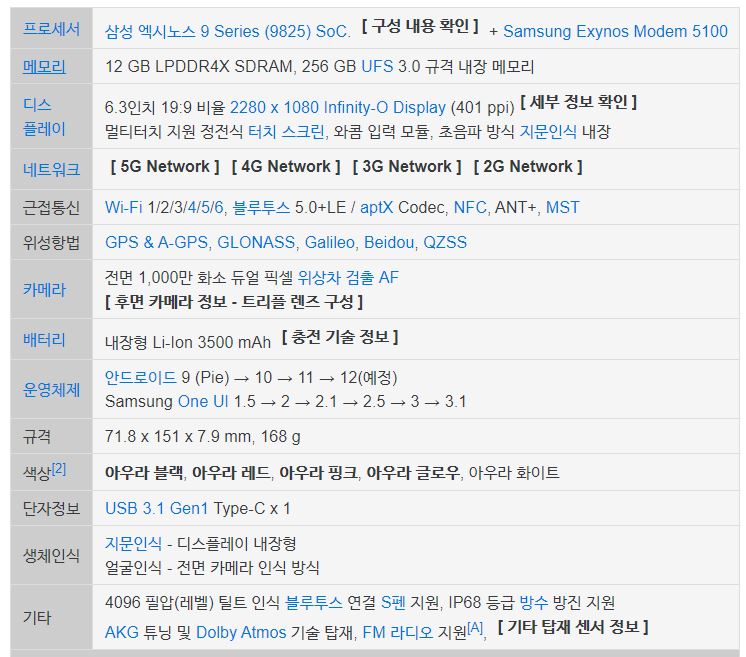 프로세서 삼성 엑시노스 9 Series (9825) SoC. [ 구성 내용 확인 ] + Samsung Exynos Modem 5100
메모리 12 GB LPDDR4X SDRAM, 256 GB UFS 3.0 규격 내장 메모리
디스
플레이
6.3인치 19:9 비율 2280 x 1080 Infinity-O Display (401 ppi) [ 세부 정보 확인 ]
멀티터치 지원 정전식 터치 스크린, 와콤 입력 모듈, 초음파 방식 지문인식 내장
네트워크 [ 5G Network ] [ 4G Network ] [ 3G Network ] [ 2G Network ]
근접통신 Wi-Fi 1/2/3/4/5/6, 블루투스 5.0+LE / aptX Codec, NFC, ANT+, MST
위성항법 GPS & A-GPS, GLONASS, Galileo, Beidou, QZSS
카메라
전면 1,000만 화소 듀얼 픽셀 위상차 검출 AF
[ 후면 카메라 정보 - 트리플 렌즈 구성 ]
배터리 내장형 Li-Ion 3500 mAh [ 충전 기술 정보 ]
운영체제
안드로이드 9 (Pie) → 10 → 11 → 12(예정)
Samsung One UI 1.5 → 2 → 2.1 → 2.5 → 3 → 3.1
규격 71.8 x 151 x 7.9 mm, 168 g
색상[2] 아우라 블랙, 아우라 레드, 아우라 핑크, 아우라 글로우, 아우라 화이트
단자정보 USB 3.1 Gen1 Type-C x 1
생체인식
지문인식 - 디스플레이 내장형
얼굴인식 - 전면 카메라 인식 방식
기타
4096 필압(레벨) 틸트 인식 블루투스 연결 S펜 지원, IP68 등급 방수 방진 지원
AKG 튜닝 및 Dolby Atmos 기술 탑재, FM 라디오 지원[A], [ 기타 탑재 센서 정보 ]